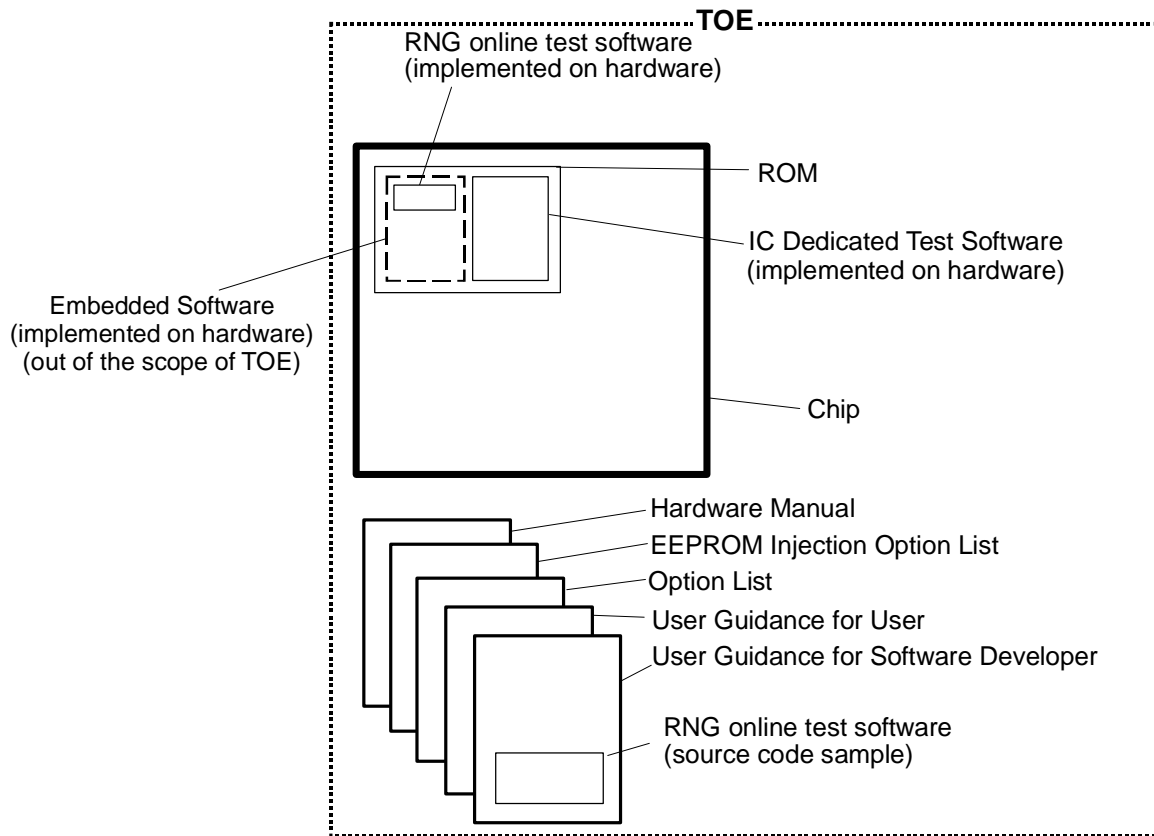 TOE
RNG online test software
(implemented on hardware)
ROM
IC Dedicated Test Software
(implemented on hardware)
Embedded Software
(implemented on hardware)
(out of the scope of TOE)
Chip
Hardware Manual
EEPROM Injection Option List
Option List
User Guidance for User
User Guidance for Software Developer
RNG online test software
(source code sample)